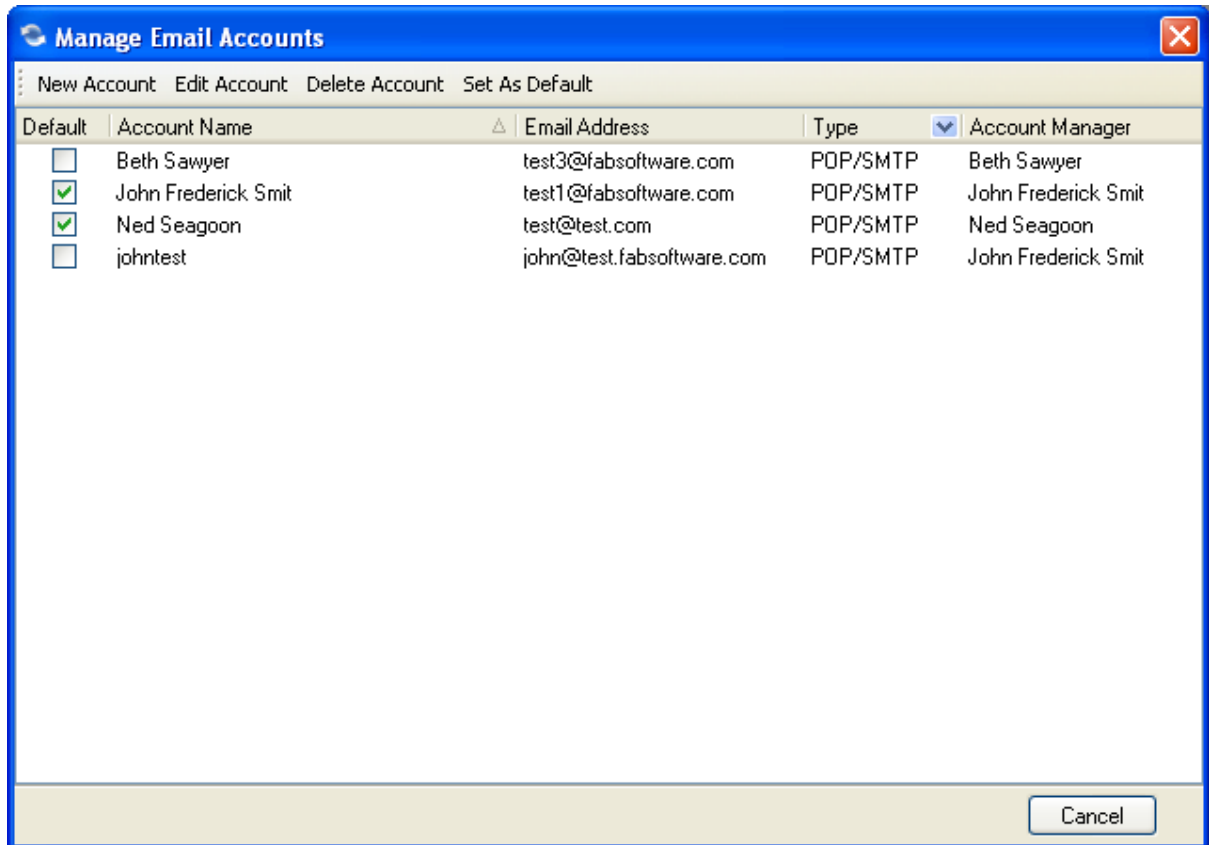 Manage Email Accounts
New Account Edit Account Delete Account Set As Default
Default Account Name Email Address Type Account Manager
Beth Sawyer test3@fabsoftware.com POP/SMTP Beth Sawyer
John Frederick Smit test1@fabsoftware.com POP/SMTP John Frederick Smit
Ned Seagoon test@test.com POP/SMTP Ned Seagoon
johntest john@test.fabsoftware.com POP/SMTP John Frederick Smit
Cancel